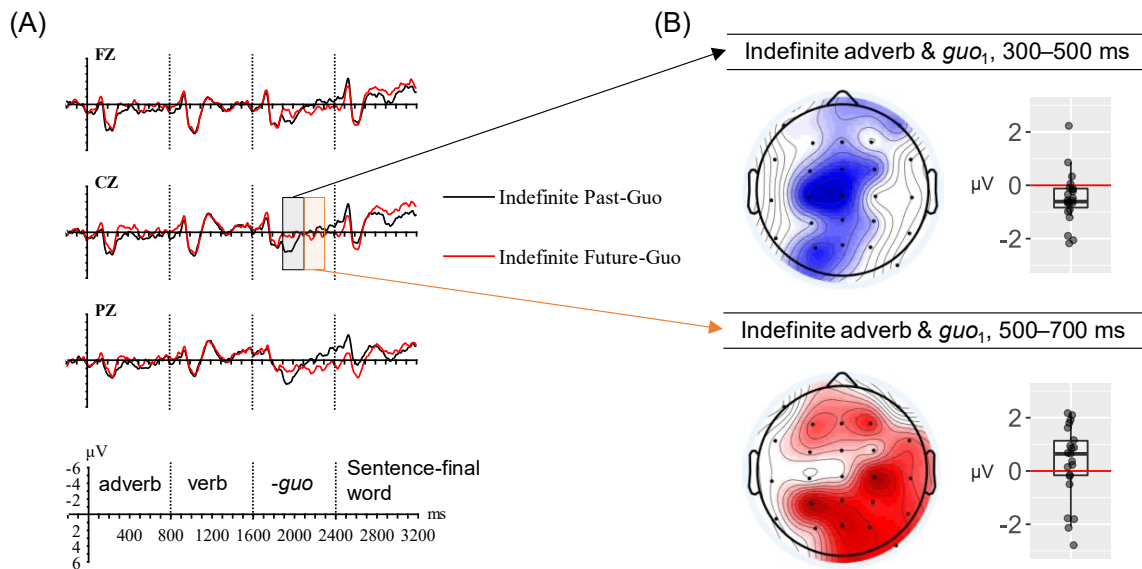 (A)
FZ
CZ
PZ
Indefinite Past-Guo
Indefinite Future-Guo
µV
-6
-4
-2
2
4
6
adverb
verb
-guo
Sentence-final
word
ms
400 800 1200 1600 2000 2400 2800 3200
(B)
Indefinite adverb & guo₁, 300–500 ms
µV
2
0
-2
Indefinite adverb & guo₁, 500–700 ms
µV
2
0
-2